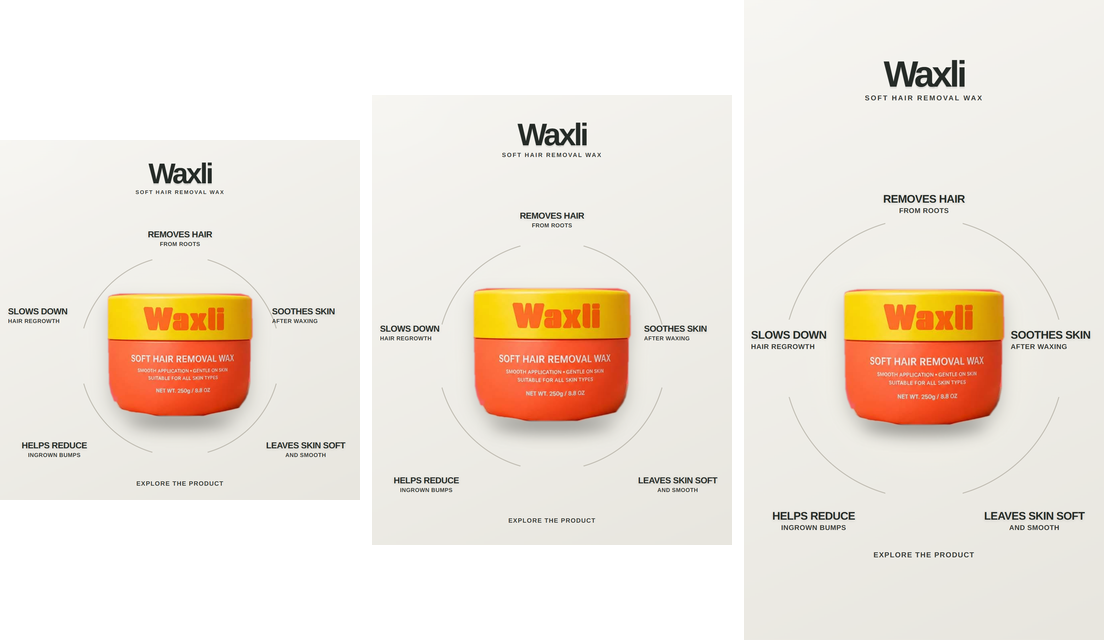 Waxli
SOFT HAIR REMOVAL WAX
REMOVES HAIR
FROM ROOTS
SLOWS DOWN
HAIR REGROWTH
SOOTHES SKIN
AFTER WAXING
Waxli
SOFT HAIR REMOVAL WAX
SMOOTH APPLICATION • GENTLE ON SKIN
SUITABLE FOR ALL SKIN TYPES
NET WT. 250g / 8.8 OZ
HELPS REDUCE
INGROWN BUMPS
LEAVES SKIN SOFT
AND SMOOTH
EXPLORE THE PRODUCT
Waxli
SOFT HAIR REMOVAL WAX
REMOVES HAIR
FROM ROOTS
SLOWS DOWN
HAIR REGROWTH
SOOTHES SKIN
AFTER WAXING
Waxli
SOFT HAIR REMOVAL WAX
SMOOTH APPLICATION • GENTLE ON SKIN
SUITABLE FOR ALL SKIN TYPES
NET WT. 250g / 8.8 OZ
HELPS REDUCE
INGROWN BUMPS
LEAVES SKIN SOFT
AND SMOOTH
EXPLORE THE PRODUCT
Waxli
SOFT HAIR REMOVAL WAX
REMOVES HAIR
FROM ROOTS
SLOWS DOWN
HAIR REGROWTH
SOOTHES SKIN
AFTER WAXING
Waxli
SOFT HAIR REMOVAL WAX
SMOOTH APPLICATION • GENTLE ON SKIN
SUITABLE FOR ALL SKIN TYPES
NET WT. 250g / 8.8 OZ
HELPS REDUCE
INGROWN BUMPS
LEAVES SKIN SOFT
AND SMOOTH
EXPLORE THE PRODUCT